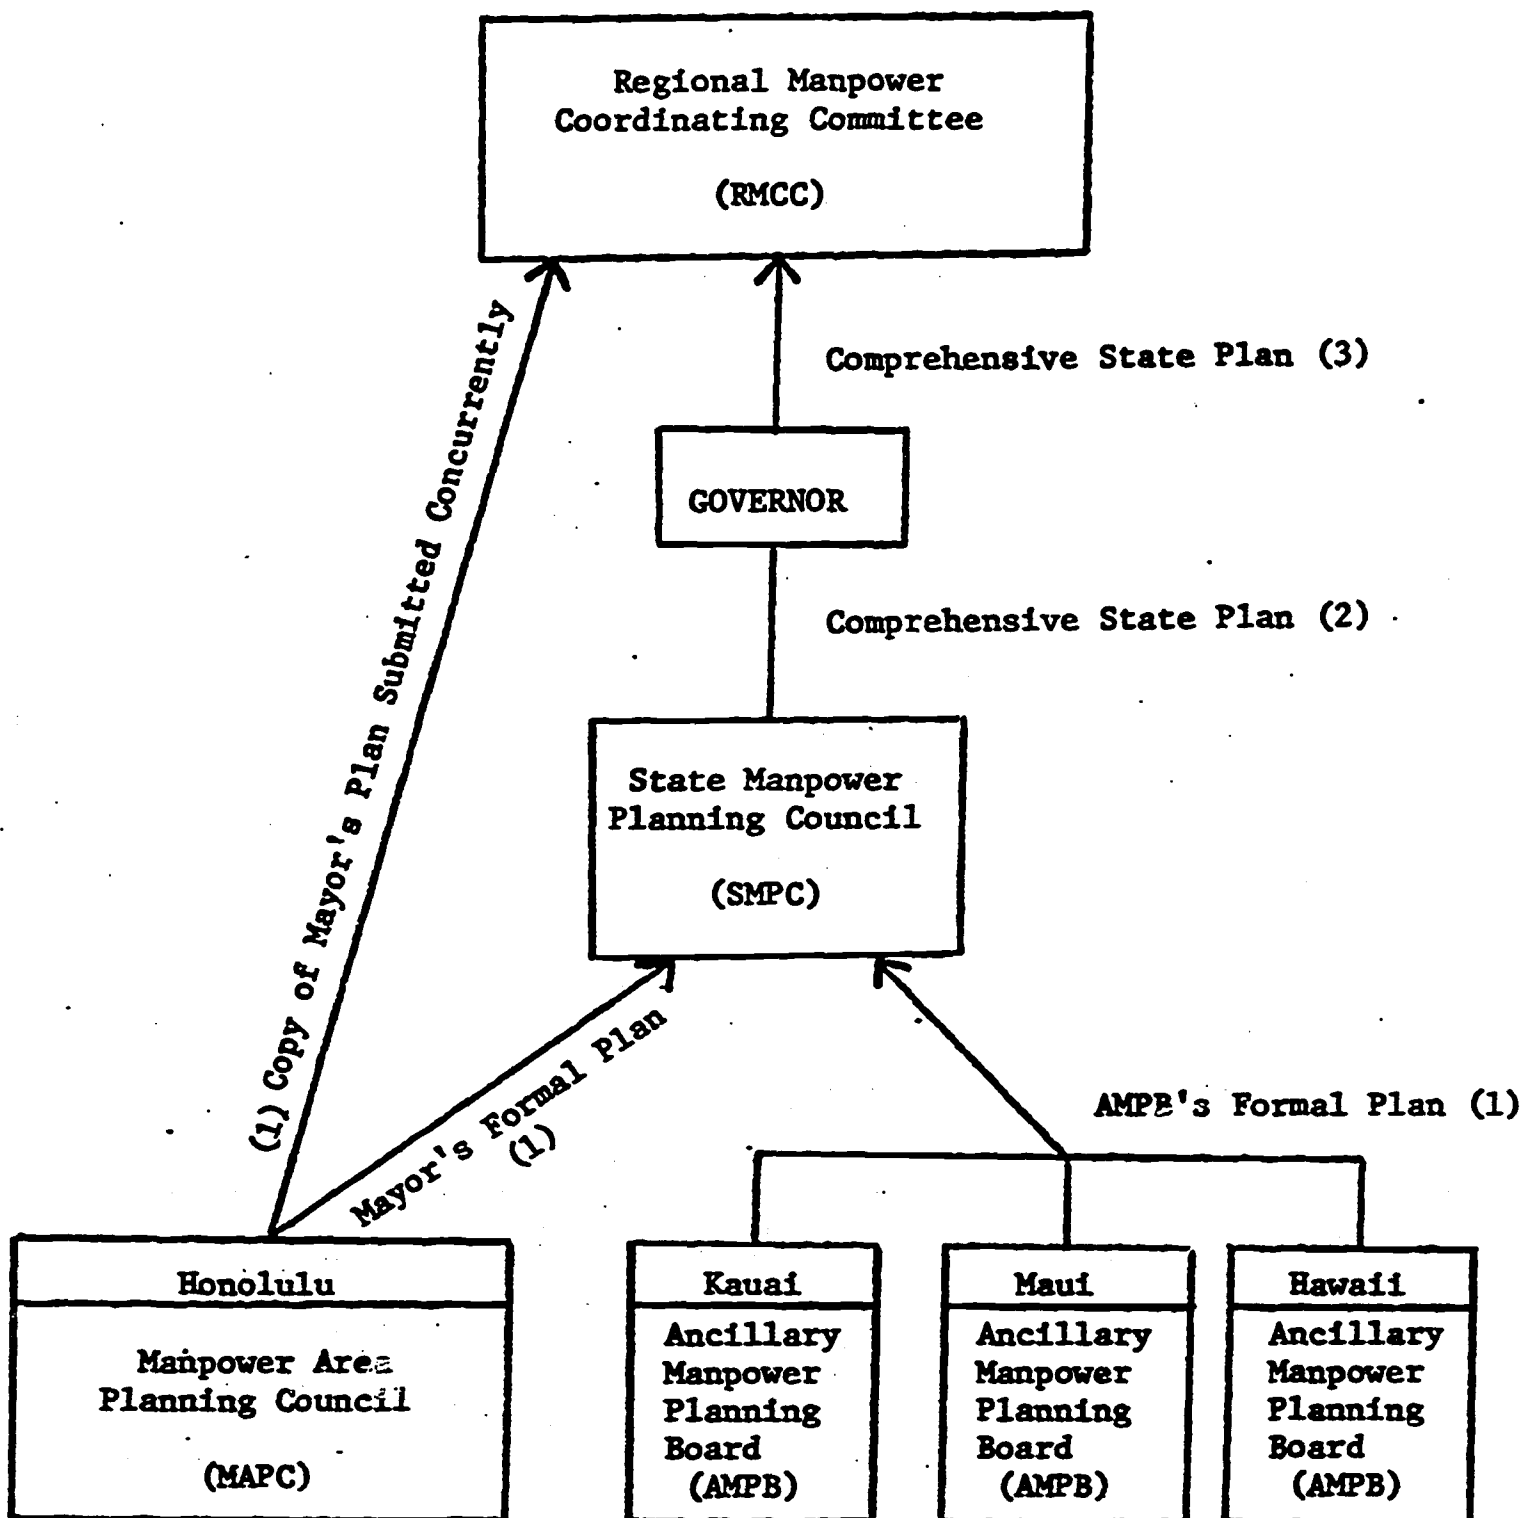 Regional Manpower
Coordinating Committee
(RMCC)
Comprehensive State Plan (3)
GOVERNOR
(1) Copy of Mayor's Plan Submitted Concurrently
Comprehensive State Plan (2)
State Manpower
Planning Council
(SMPC)
Mayor's Formal Plan
(1)
AMPB's Formal Plan (1)
Honolulu
Manpower Area
Planning Council
(MAPC)
Kauai
Ancillary
Manpower
Planning
Board
(AMPB)
Maui
Ancillary
Manpower
Planning
Board
(AMPB)
Hawaii
Ancillary
Manpower
Planning
Board
(AMPB)